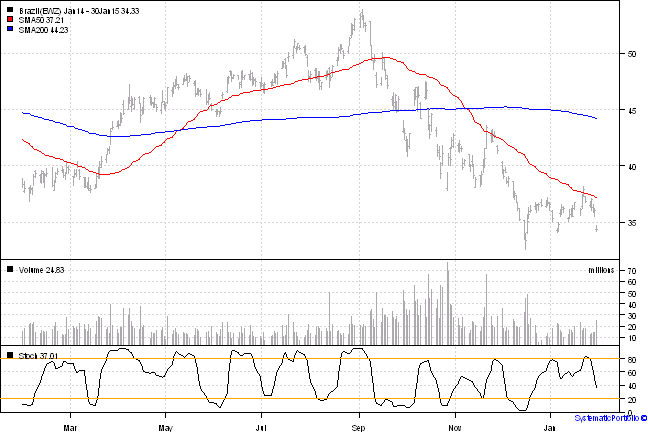 Brazil(EWZ) Jan14 - 30Jan15 34.33
SMA50 37.21
SMA200 44.23
50
45
40
35
Volume 24.83
millions
70
60
50
40
30
20
10
Stoch 37.01
80
60
40
20
0
Mar
May
Jul
Sep
Nov
Jan
SystematicPortfolio ©